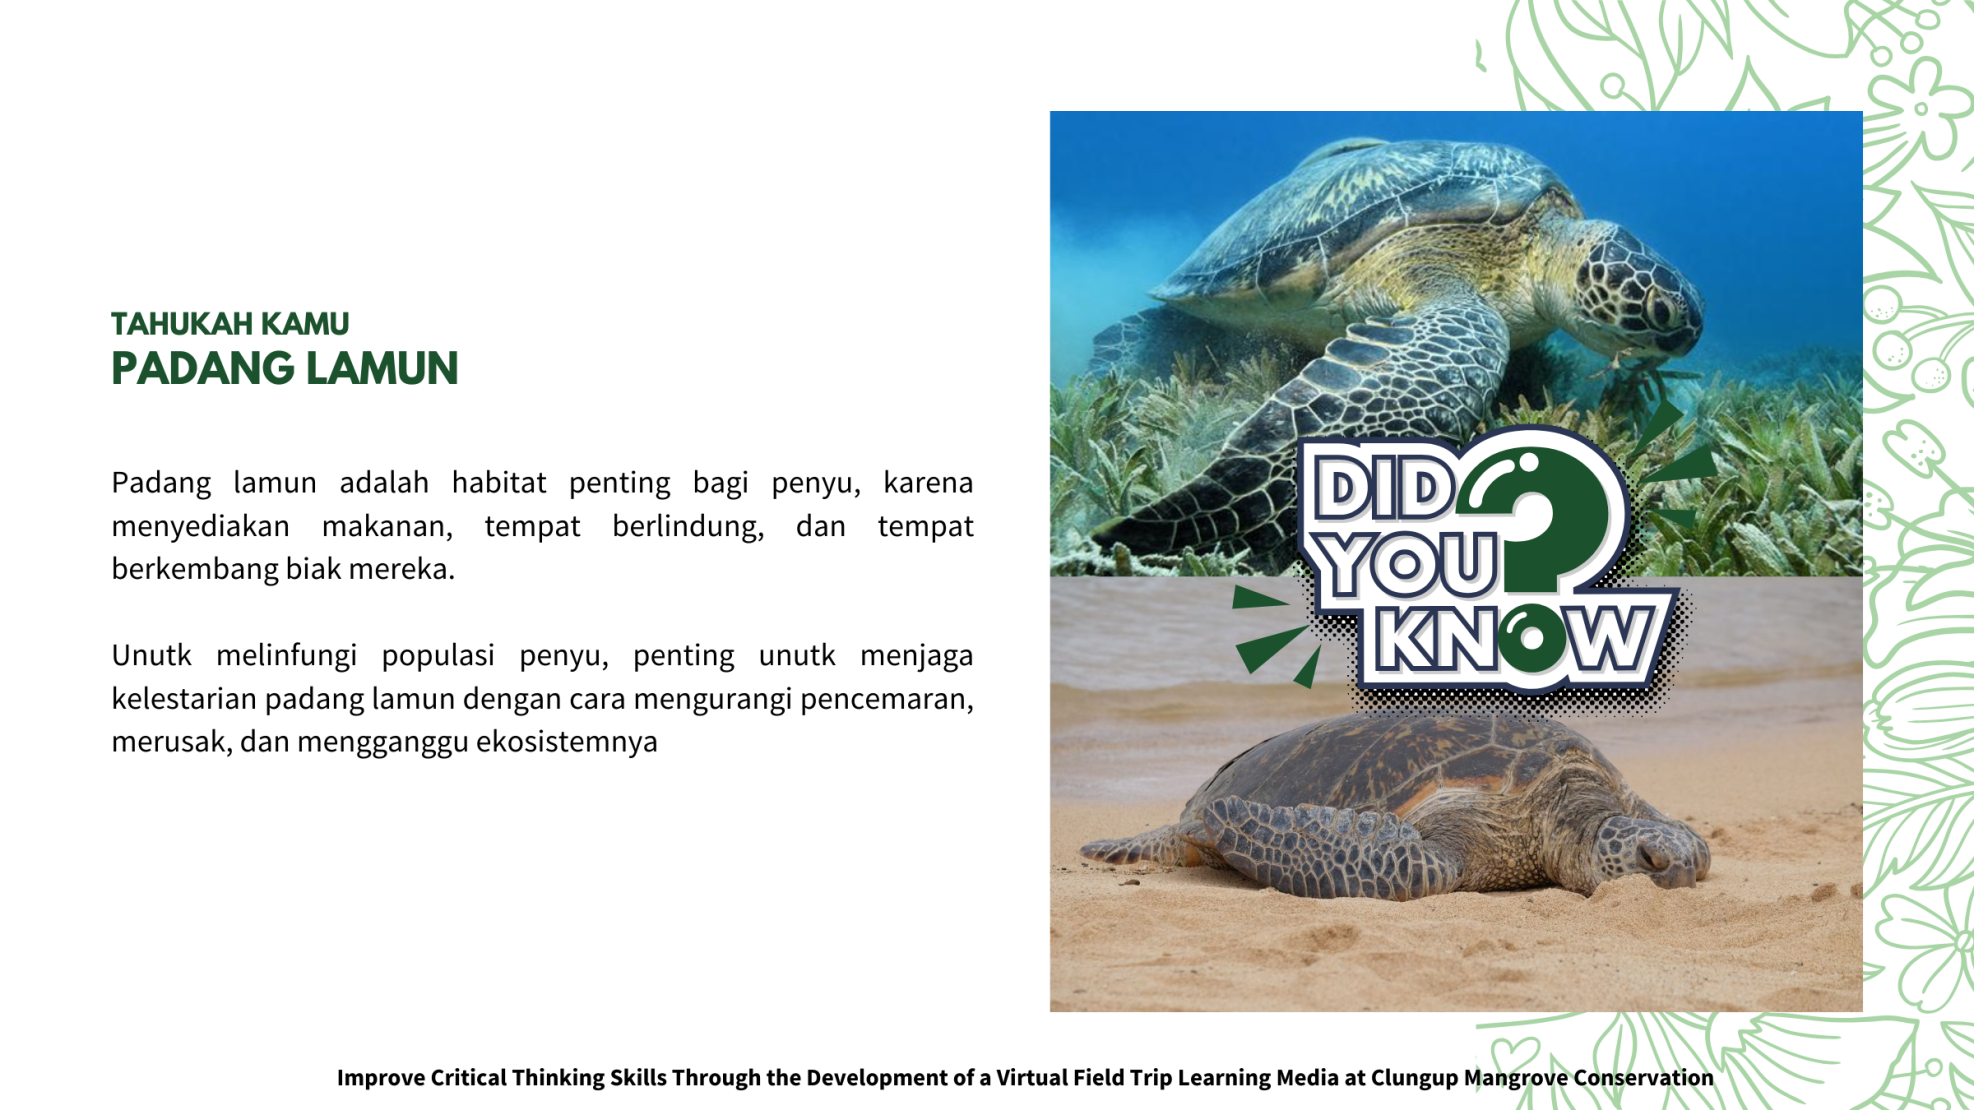 TAHUKAH KAMU
PADANG LAMUN
Padang lamun adalah habitat penting bagi penyu, karena
menyediakan makanan, tempat berlindung, dan tempat
berkembang biak mereka.
Unutk melinfungi populasi penyu, penting unutk menjaga
kelestarian padang lamun dengan cara mengurangi pencemaran,
merusak, dan mengganggu ekosistemnya
DID
YOU
KNOW
?
Improve Critical Thinking Skills Through the Development of a Virtual Field Trip Learning Media at Clungup Mangrove Conservation